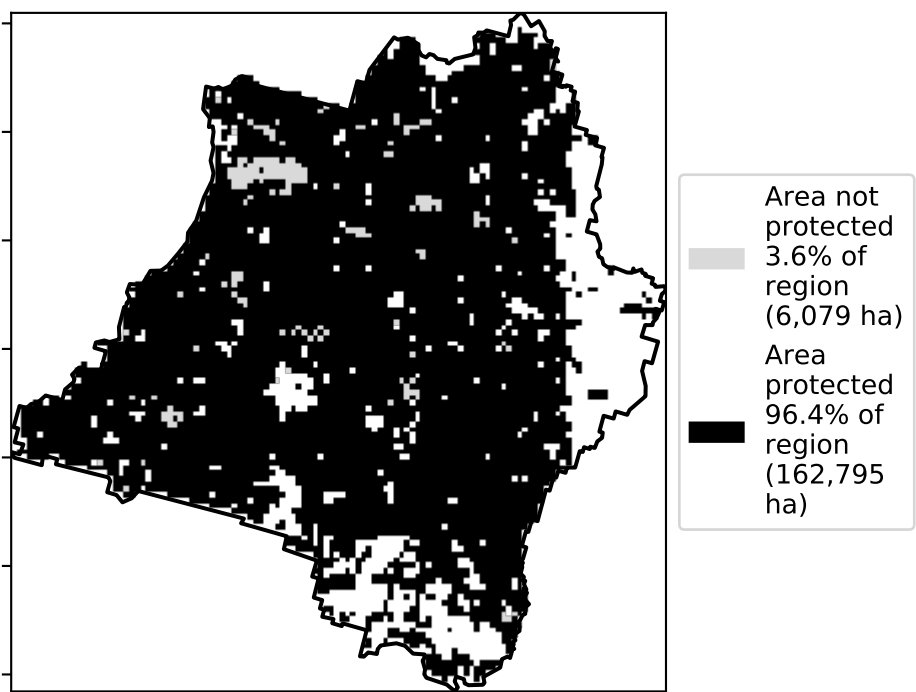 Area not
protected
3.6% of
region
(6,079 ha)
Area
protected
96.4% of
region
(162,795
ha)